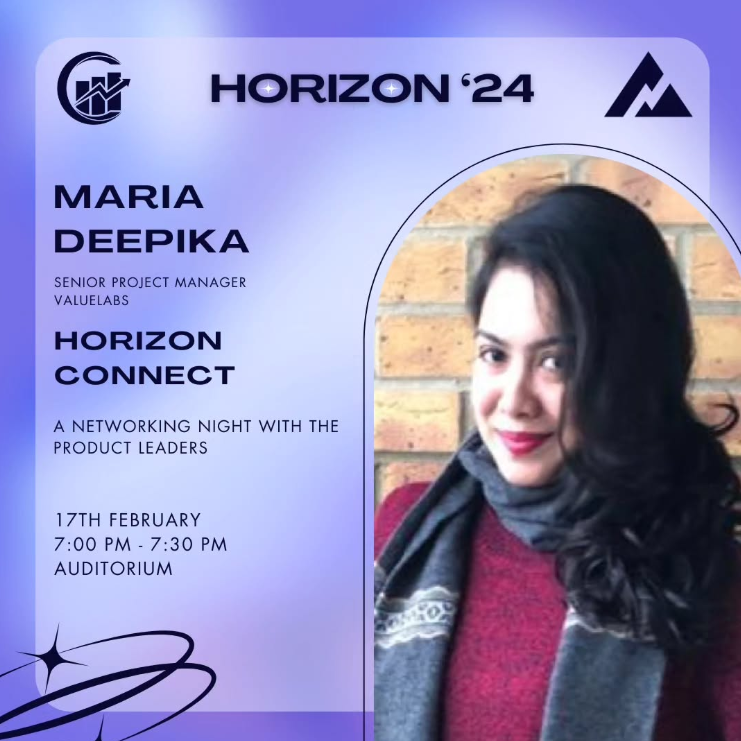 HORIZON ‘24
MARIA
DEEPIKA
SENIOR PROJECT MANAGER
VALUELABS
HORIZON
CONNECT
A NETWORKING NIGHT WITH THE
PRODUCT LEADERS
17TH FEBRUARY
7:00 PM - 7:30 PM
AUDITORIUM